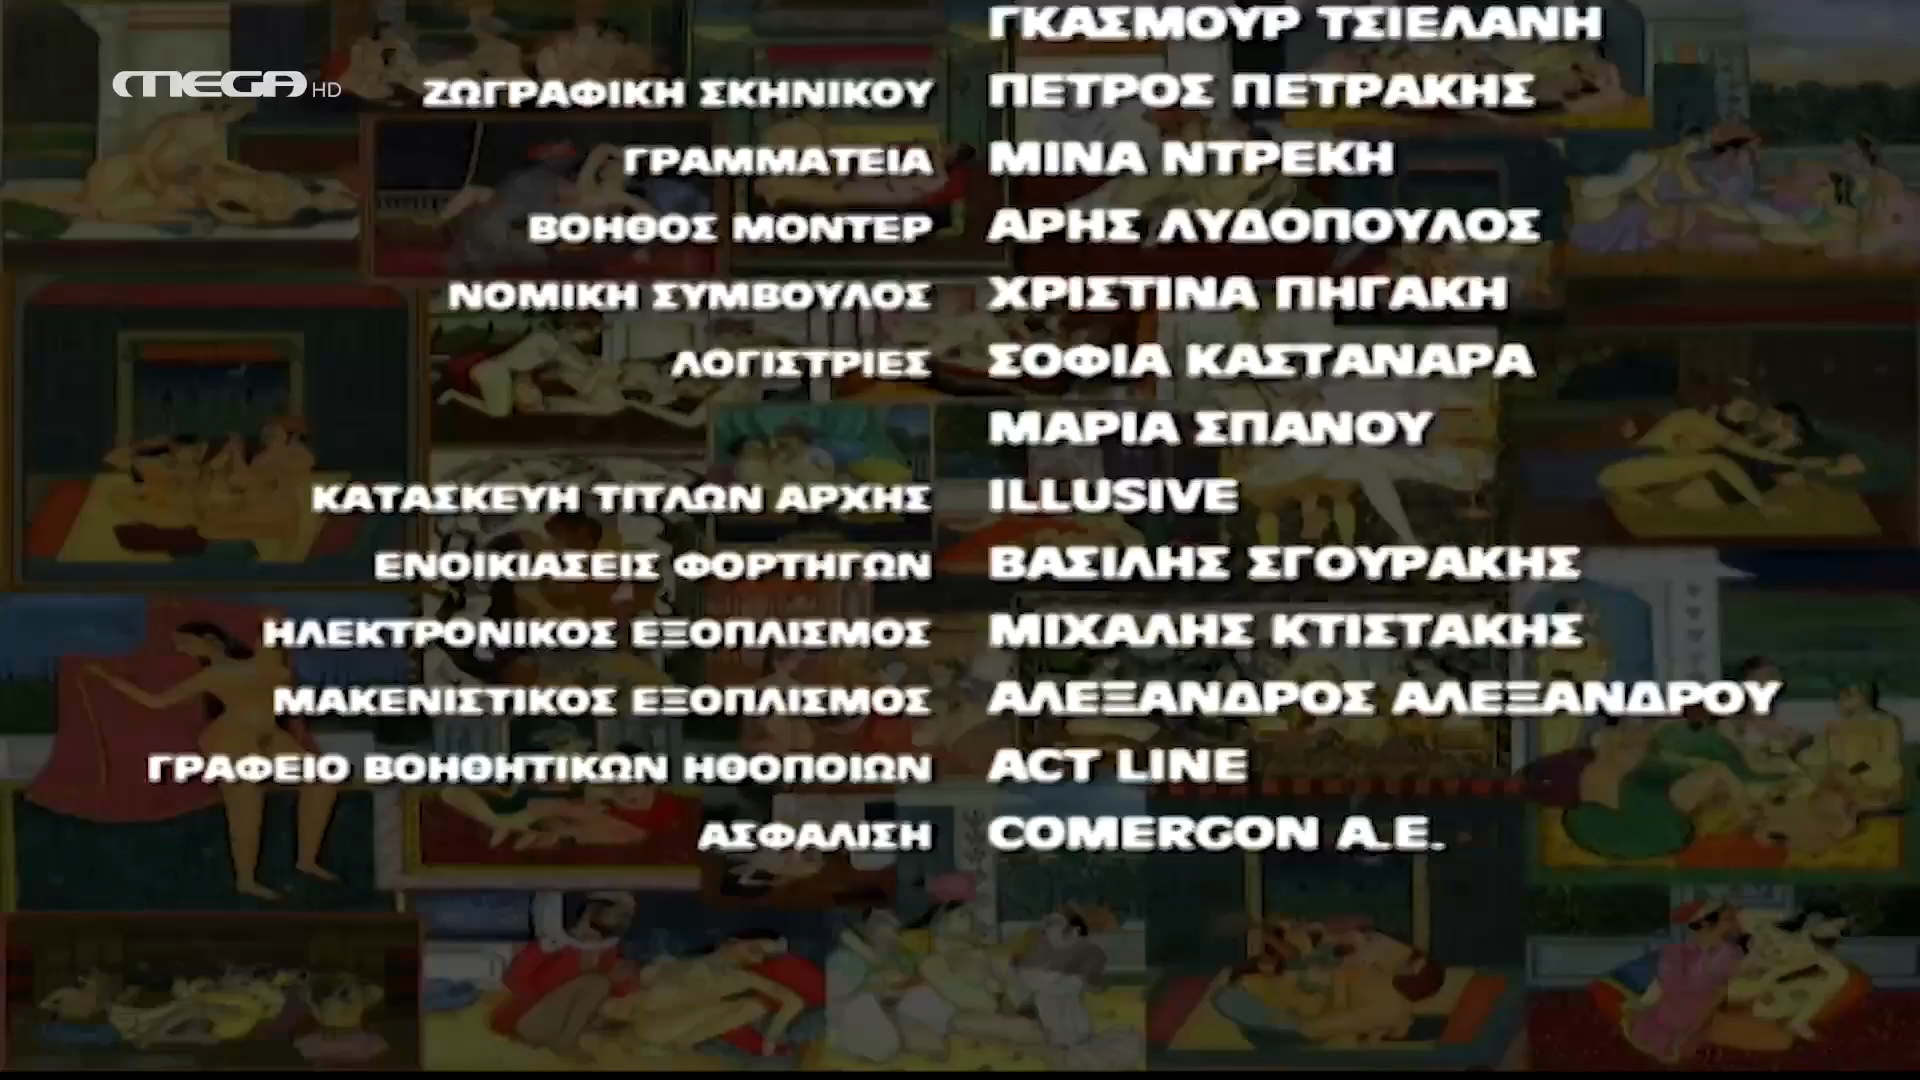 ΓΚΑΣΜΟΥΡ ΤΣΙΕΛΑΝΗ
MEGA HD
ΖΩΓΡΑΦΙΚΗ ΣΚΗΝΙΚΟΥ ΠΕΤΡΟΣ ΠΕΤΡΑΚΗΣ
ΓΡΑΜΜΑΤΕΙΑ ΜΙΝΑ ΝΤΡΕΚΗ
ΒΟΗΘΟΣ ΜΟΝΤΕΡ ΑΡΗΣ ΛΥΔΟΠΟΥΛΟΣ
ΝΟΜΙΚΗ ΣΥΜΒΟΥΛΟΣ ΧΡΙΣΤΙΝΑ ΠΗΓΑΚΗ
ΛΟΓΙΣΤΡΙΕΣ ΣΟΦΙΑ ΚΑΣΤΑΝΑΡΑ
ΜΑΡΙΑ ΣΠΑΝΟΥ
ΚΑΤΑΣΚΕΥΗ ΤΙΤΛΩΝ ΑΡΧΗΣ ILLUSIVE
ΕΝΟΙΚΙΑΣΕΙΣ ΦΟΡΤΗΓΩΝ ΒΑΣΙΛΗΣ ΣΓΟΥΡΑΚΗΣ
ΗΛΕΚΤΡΟΝΙΚΟΣ ΕΞΟΠΛΙΣΜΟΣ ΜΙΧΑΛΗΣ ΚΤΙΣΤΑΚΗΣ
ΜΑΚΕΝΙΣΤΙΚΟΣ ΕΞΟΠΛΙΣΜΟΣ ΑΛΕΞΑΝΔΡΟΣ ΑΛΕΞΑΝΔΡΟΥ
ΓΡΑΦΕΙΟ ΒΟΗΘΗΤΙΚΩΝ ΗΘΟΠΟΙΩΝ ACT LINE
ΑΣΦΑΛΙΣΗ COMERGON A.E.